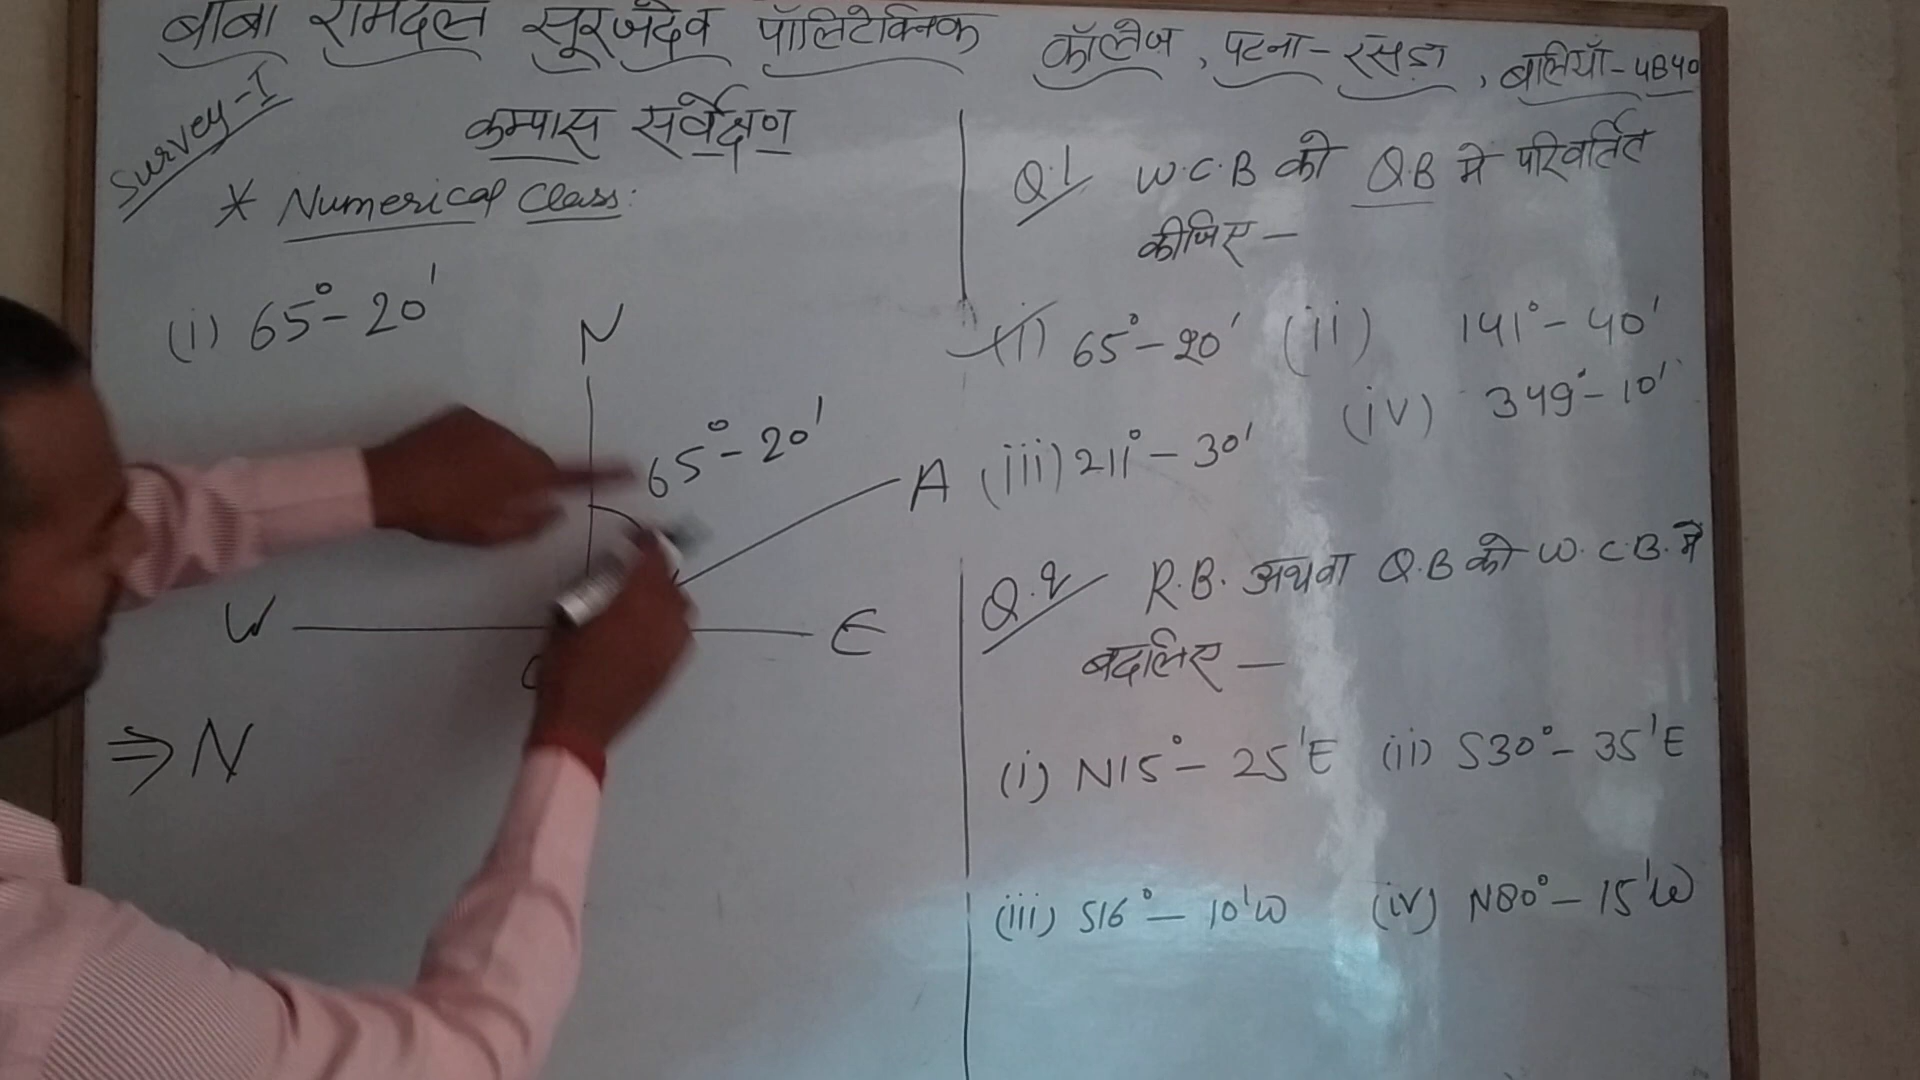 बाबा रामदल सूरजदेव पॉलिटेक्निक कॉलेज, पटना-रसड़ा, बलियाँ-उ0प्र0
Survey-I
कम्पास सर्वेक्षण
* Numerical Class:
(i) 65°-20'
N
65°-20'
A
W
E
⇒ N
Q.1 W.C.B को Q.B में परिवर्तित
कीजिए -
(i) 65°-20' (ii) 141°-40'
(iii) 211°-30' (iv) 349°-10'
Q.2 R.B. अथवा Q.B को W.C.B. में
बदलिए -
(i) N15°-25'E (ii) S30°-35'E
(iii) S16°-10'W (iv) N80°-15'W